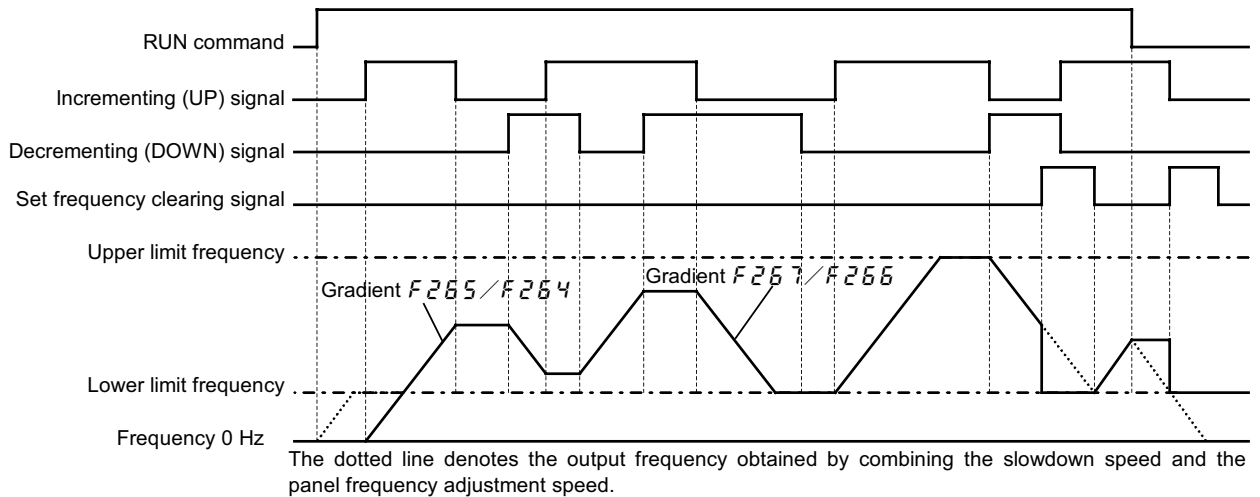 RUN command
Incrementing (UP) signal
Decrementing (DOWN) signal
Set frequency clearing signal
Upper limit frequency
Gradient F265/F264
Gradient F267/F266
Lower limit frequency
Frequency 0 Hz
The dotted line denotes the output frequency obtained by combining the slowdown speed and the
panel frequency adjustment speed.